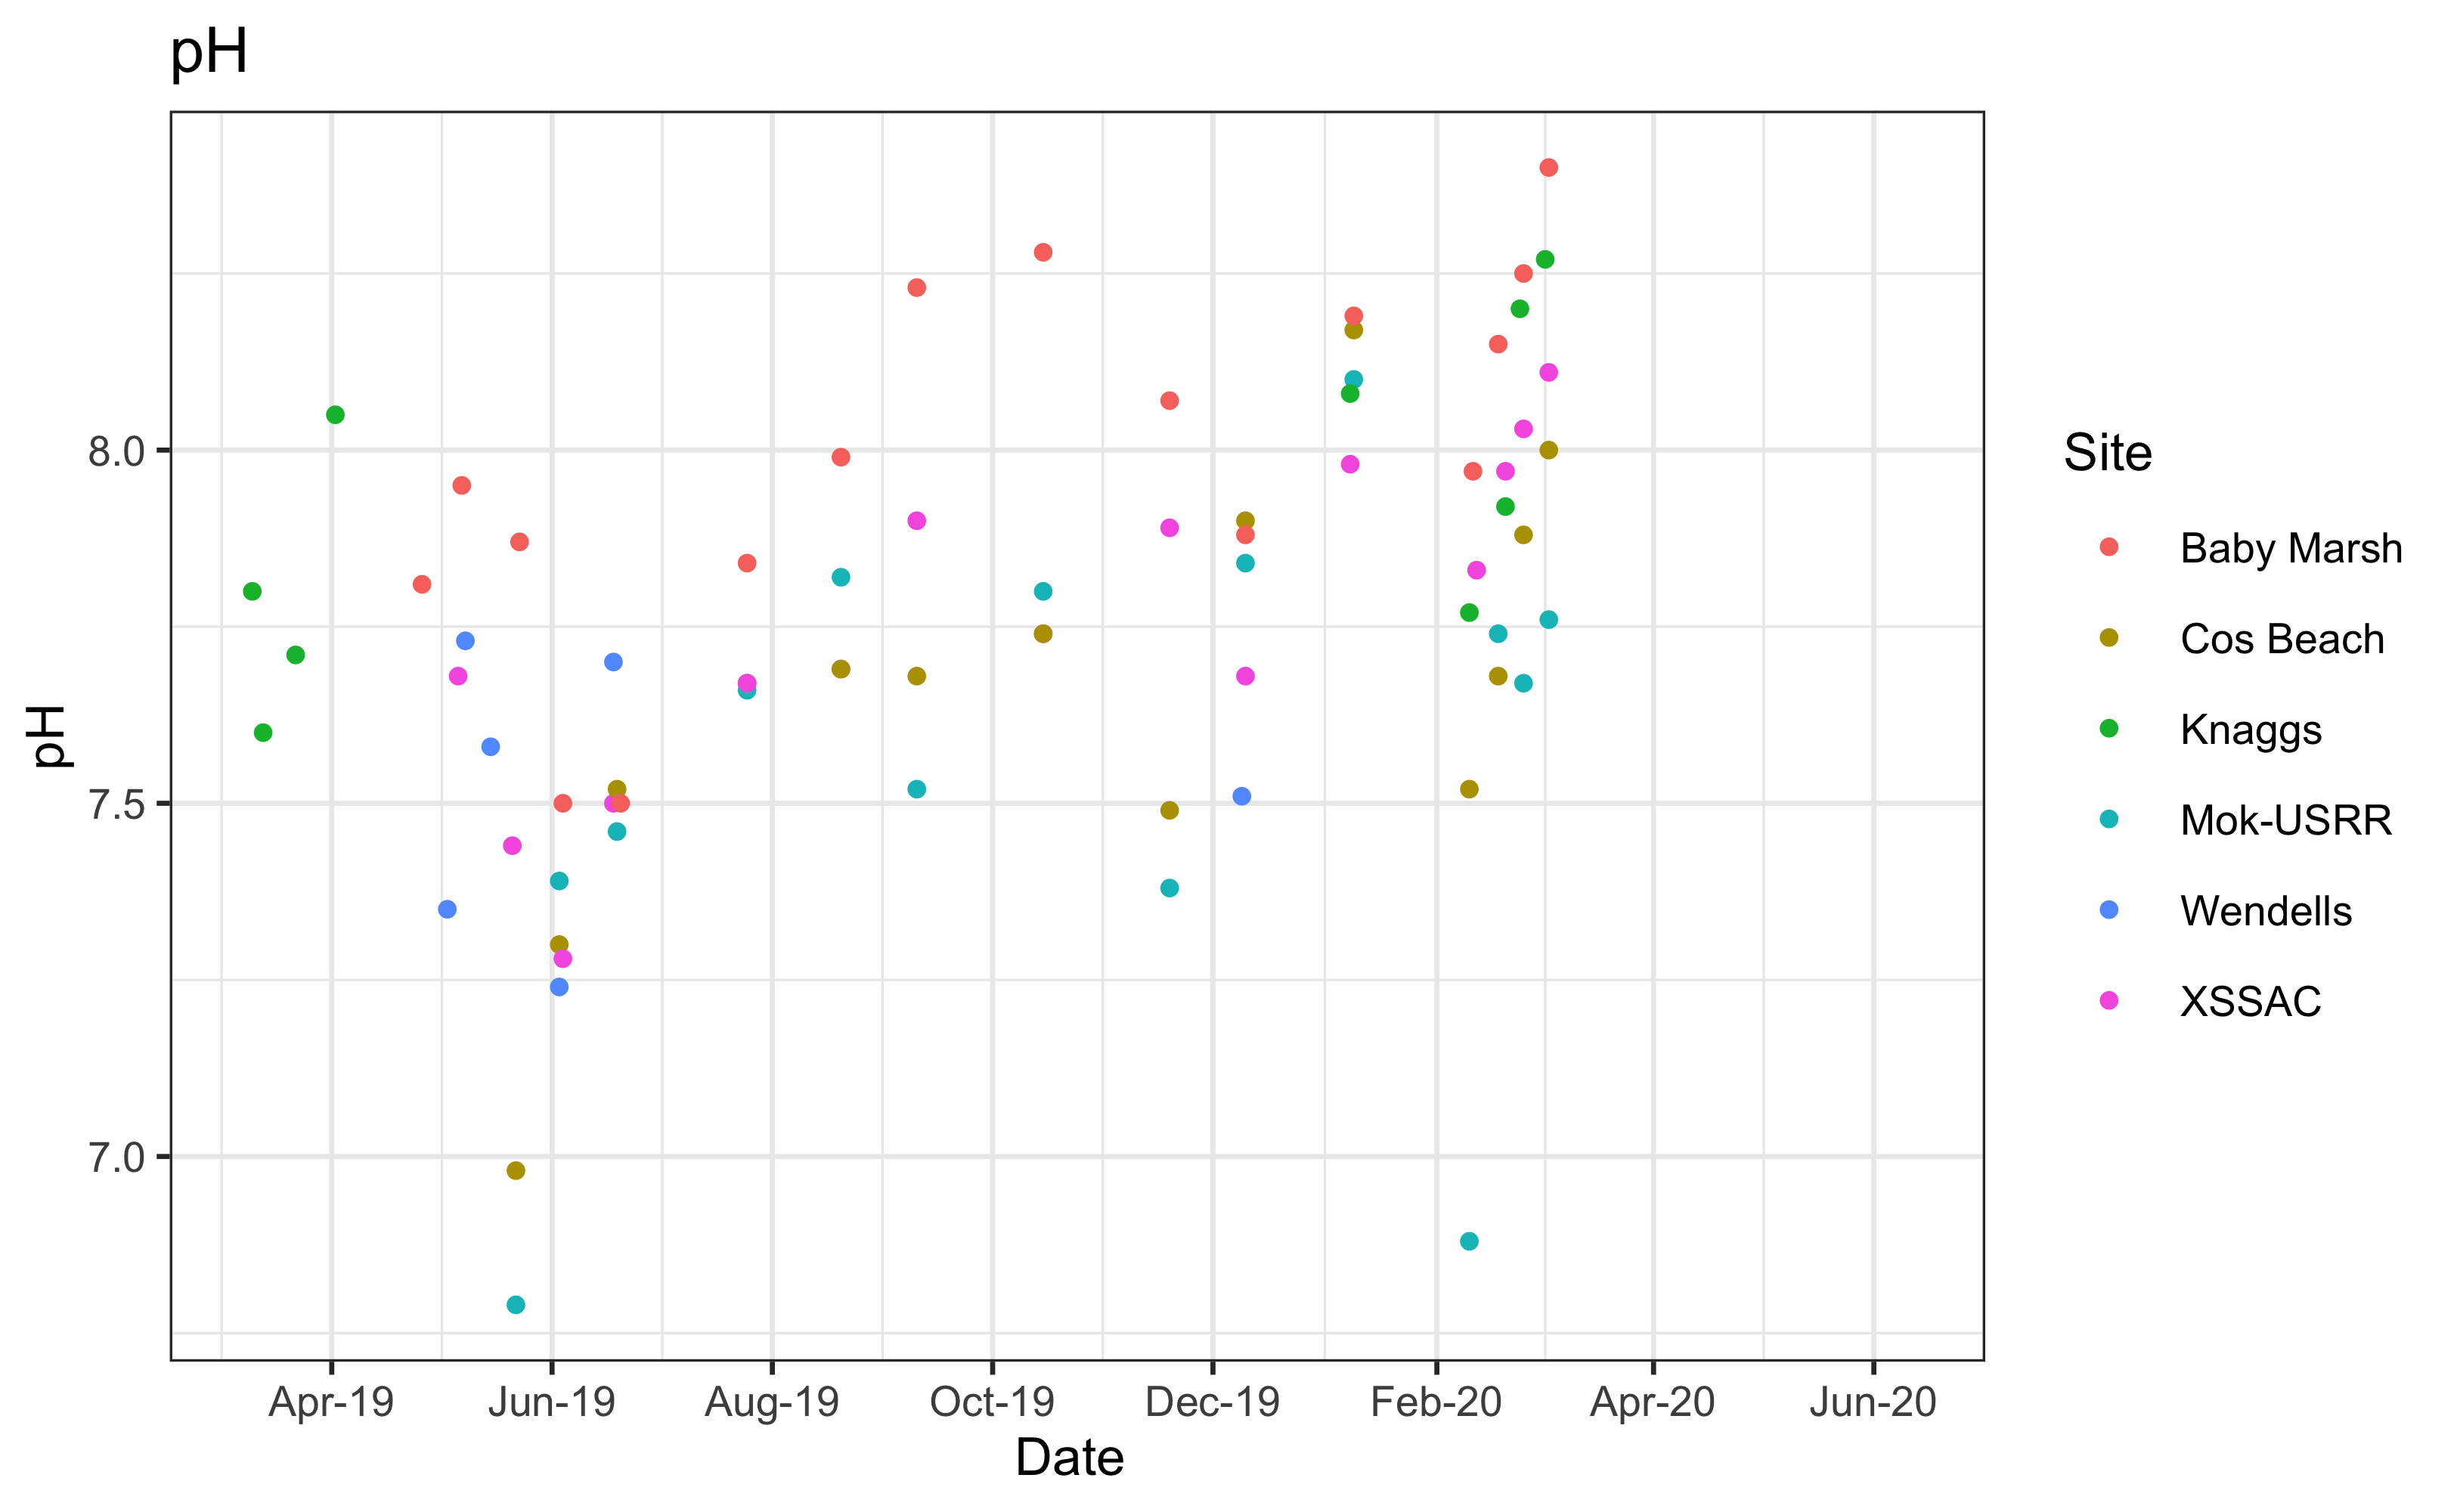 pH
pH
8.0
7.5
7.0
Apr-19
Jun-19
Aug-19
Oct-19
Dec-19
Feb-20
Apr-20
Jun-20
Date
Site
Baby Marsh
Cos Beach
Knaggs
Mok-USRR
Wendells
XSSAC